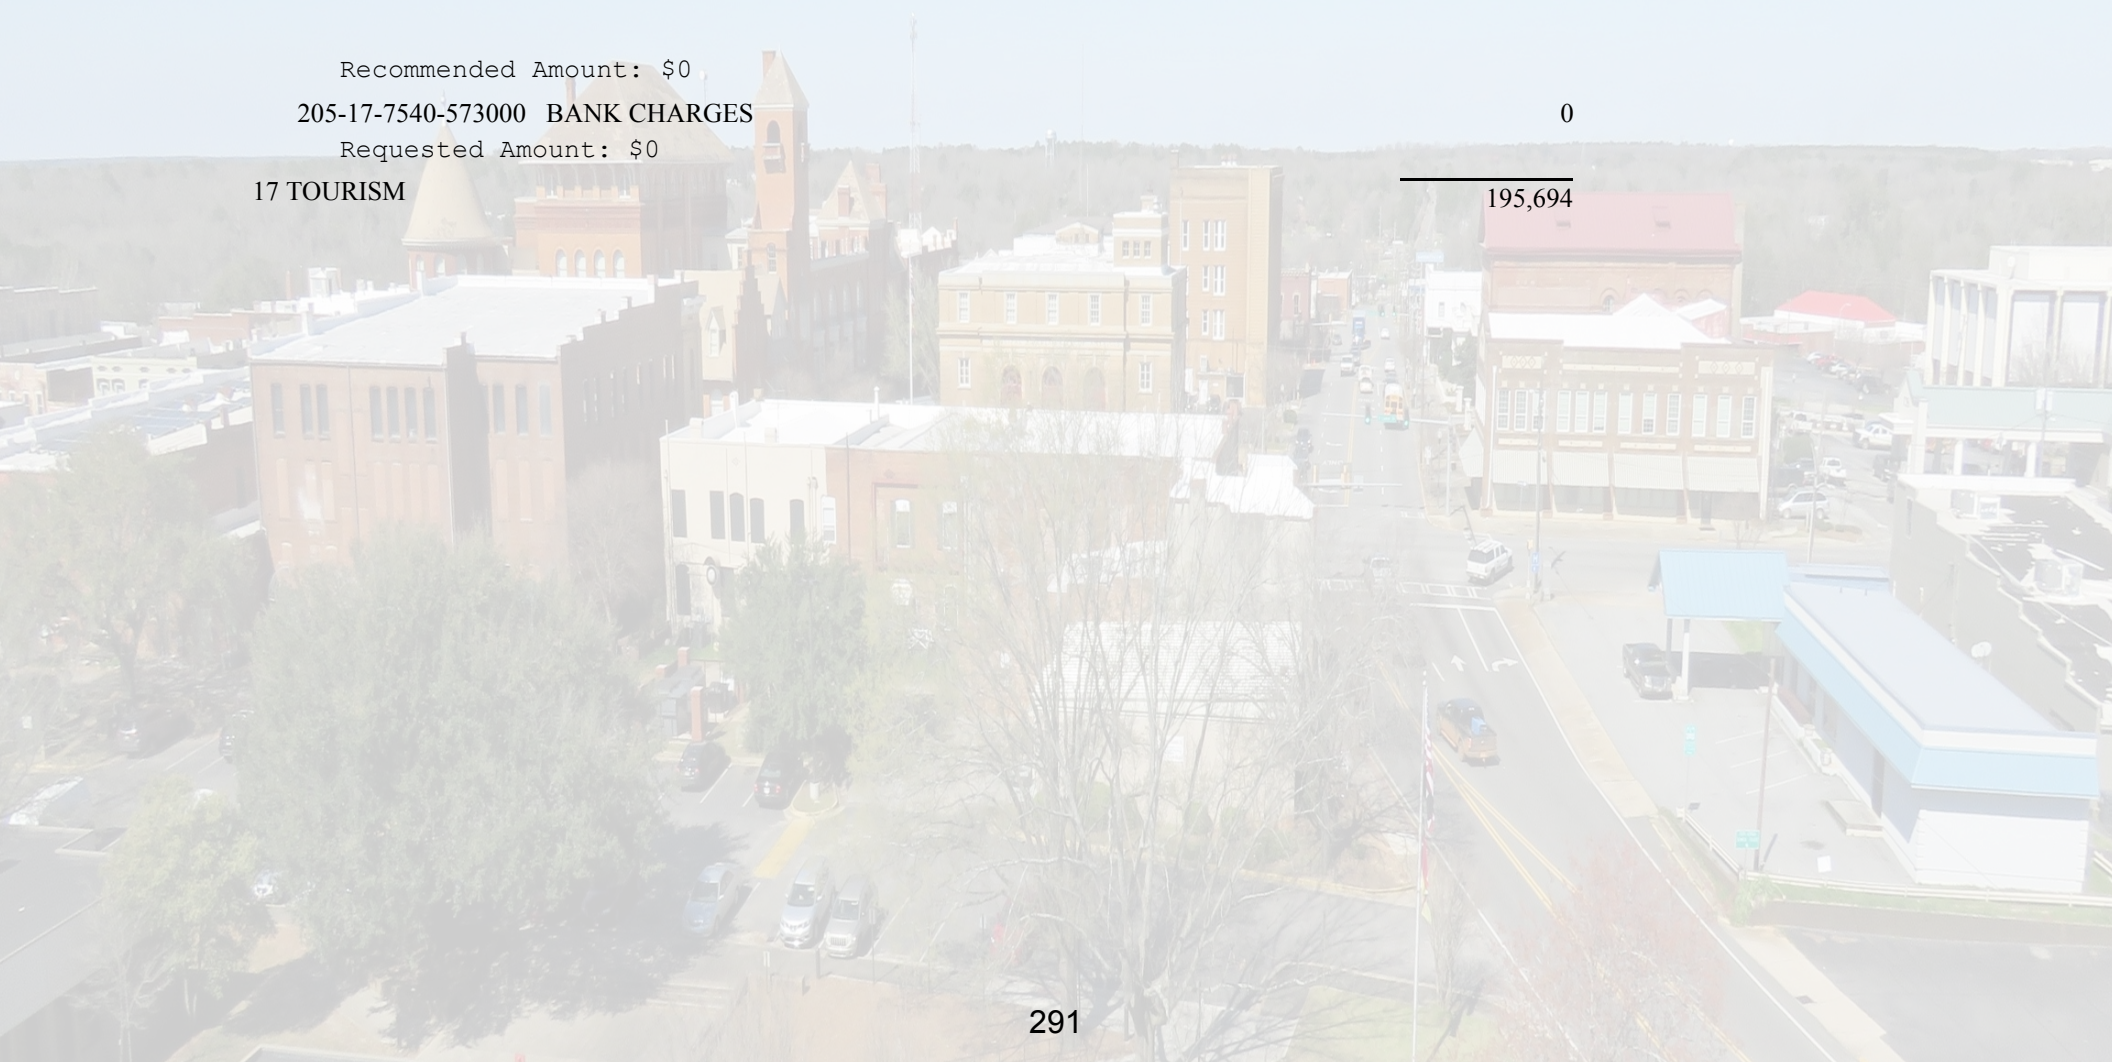 Recommended Amount: $0
205-17-7540-573000 BANK CHARGES 0
Requested Amount: $0
17 TOURISM 195,694
291